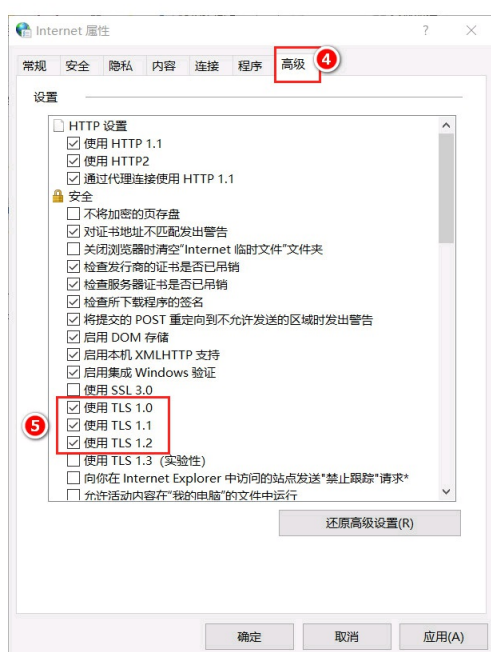 Internet 属性
? ×
常规 安全 隐私 内容 连接 程序 高级 4
设置
HTTP 设置
使用 HTTP 1.1
使用 HTTP2
通过代理连接使用 HTTP 1.1
安全
不将加密的页存盘
对证书地址不匹配发出警告
关闭浏览器时清空"Internet 临时文件"文件夹
检查发行商的证书是否已吊销
检查服务器证书是否已吊销
检查所下载程序的签名
将提交的 POST 重定向到不允许发送的区域时发出警告
启用 DOM 存储
启用本机 XMLHTTP 支持
启用集成 Windows 验证
使用 SSL 3.0
使用 TLS 1.0
5 使用 TLS 1.1
使用 TLS 1.2
使用 TLS 1.3 (实验性)
向你在 Internet Explorer 中访问的站点发送"禁止跟踪"请求*
允许活动内容在"我的电脑"的文件中运行
还原高级设置(R)
确定 取消 应用(A)